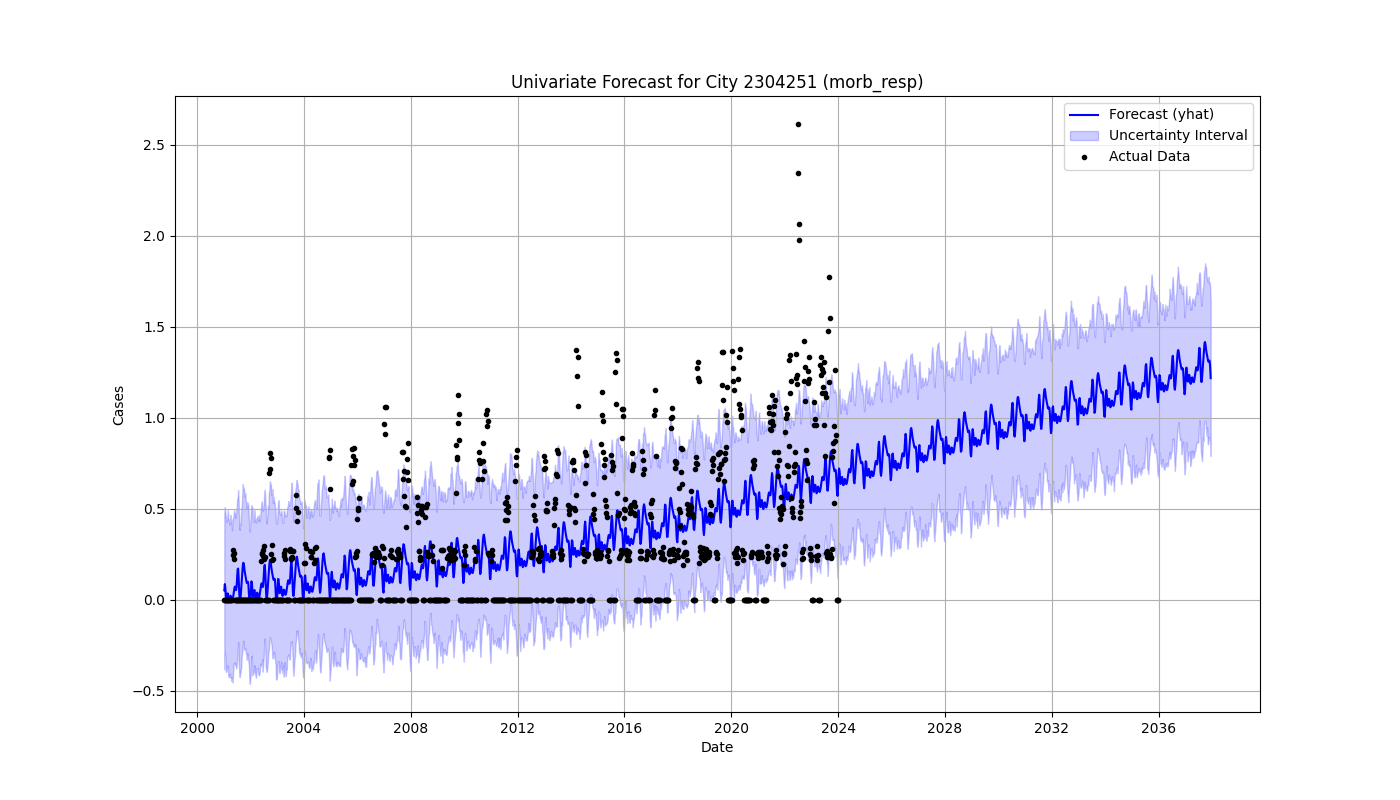 Univariate Forecast for City 2304251 (morb_resp)
Forecast (yhat)
Uncertainty Interval
Actual Data
Cases
2.5
2.0
1.5
1.0
0.5
0.0
−0.5
2000 2004 2008 2012 2016 2020 2024 2028 2032 2036
Date